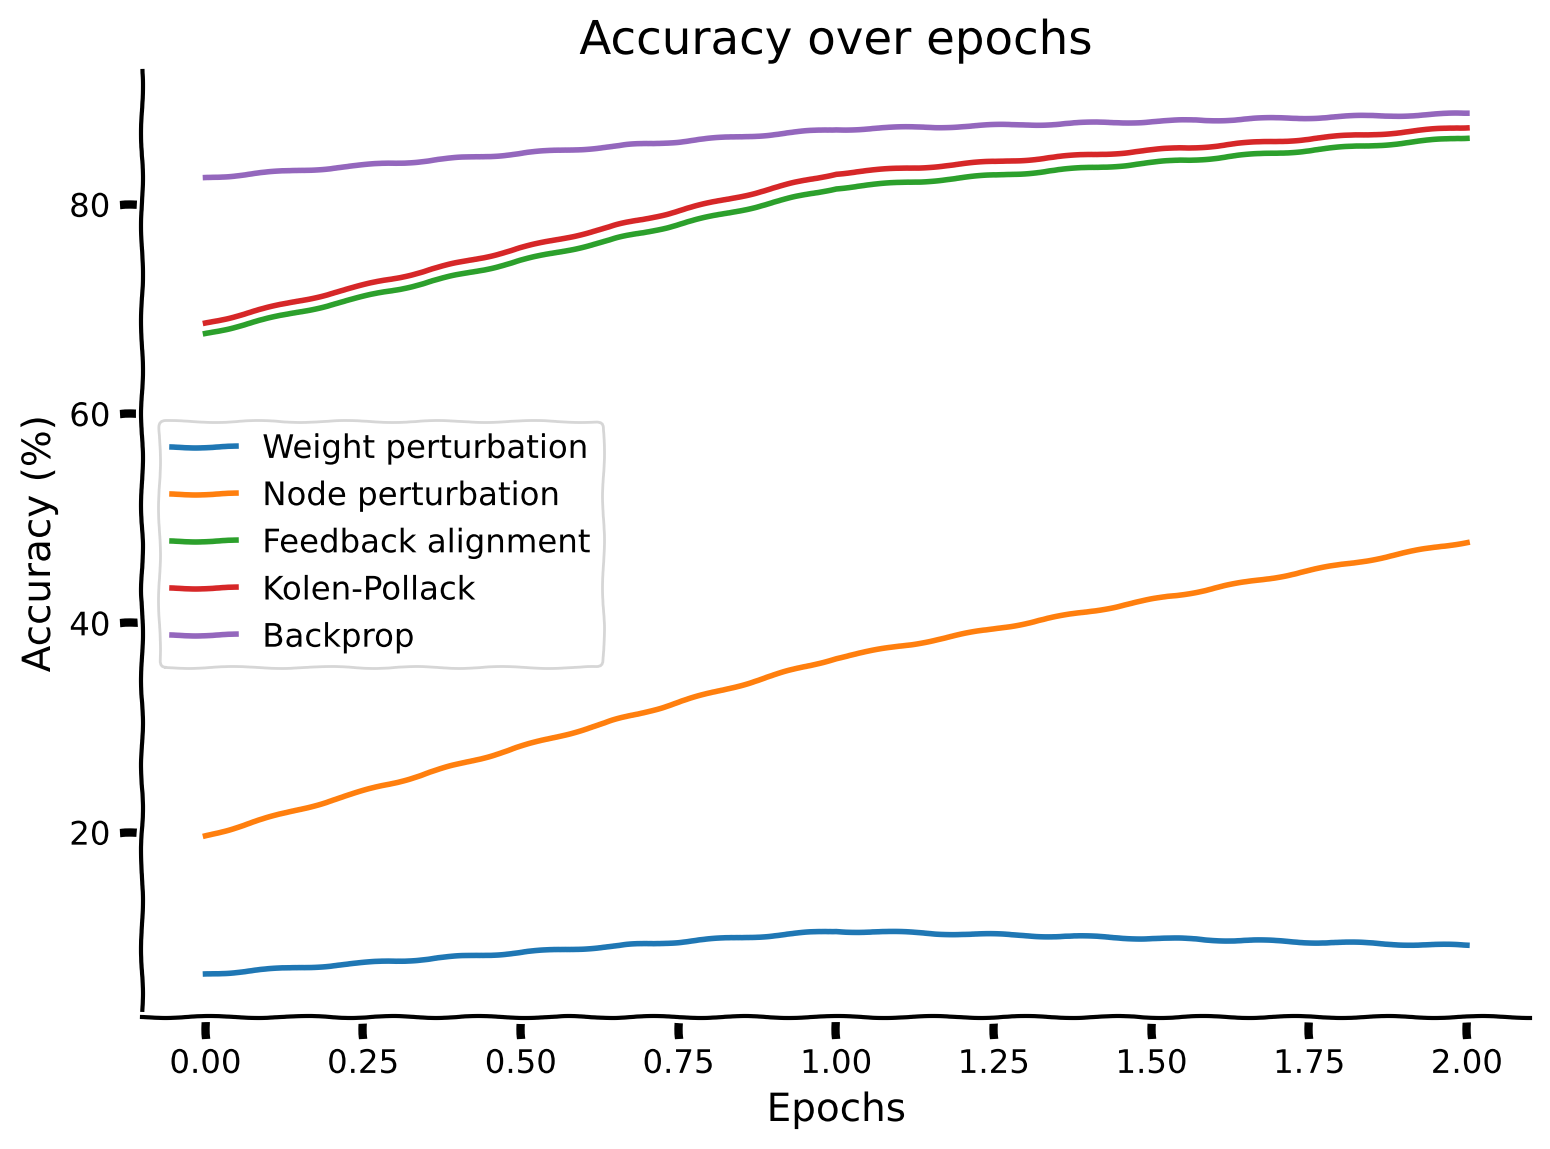 Accuracy over epochs
Accuracy (%)
80
60
40
20
Weight perturbation
Node perturbation
Feedback alignment
Kolen-Pollack
Backprop
0.00 0.25 0.50 0.75 1.00 1.25 1.50 1.75 2.00
Epochs